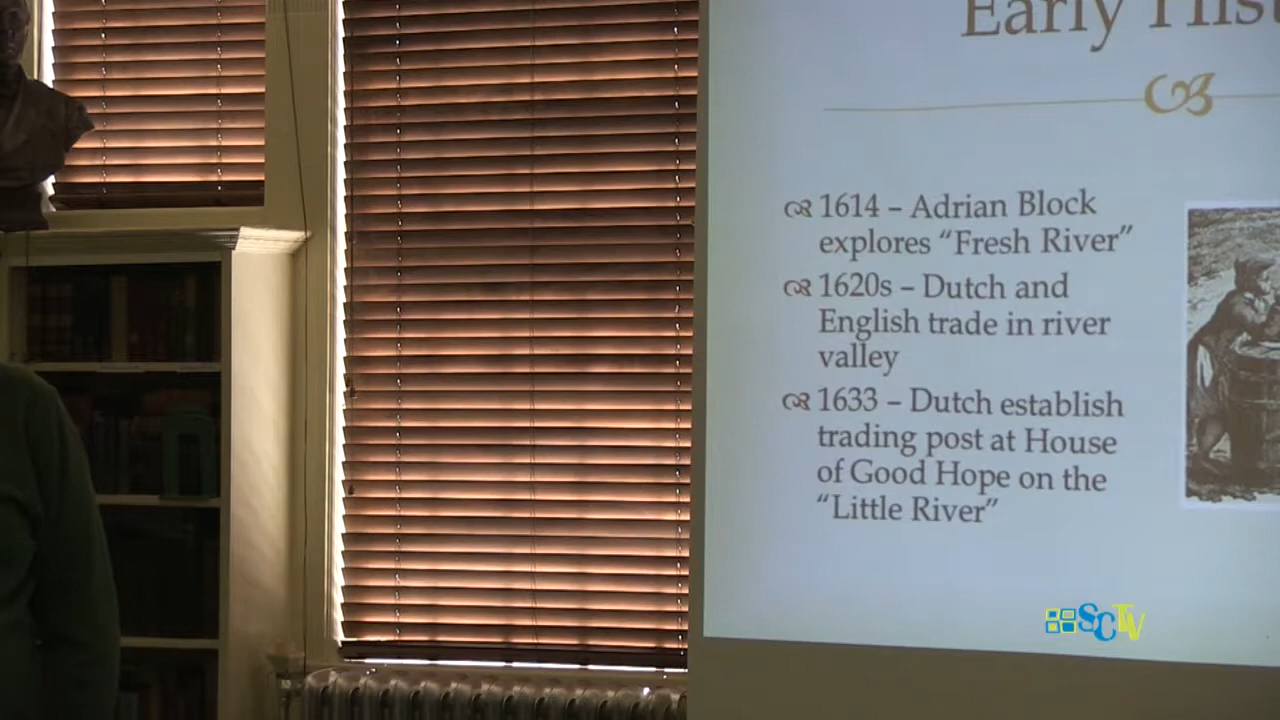 Early Hist
1614 – Adrian Block
explores “Fresh River”
1620s – Dutch and
English trade in river
valley
1633 – Dutch establish
trading post at House
of Good Hope on the
“Little River”
SCTV